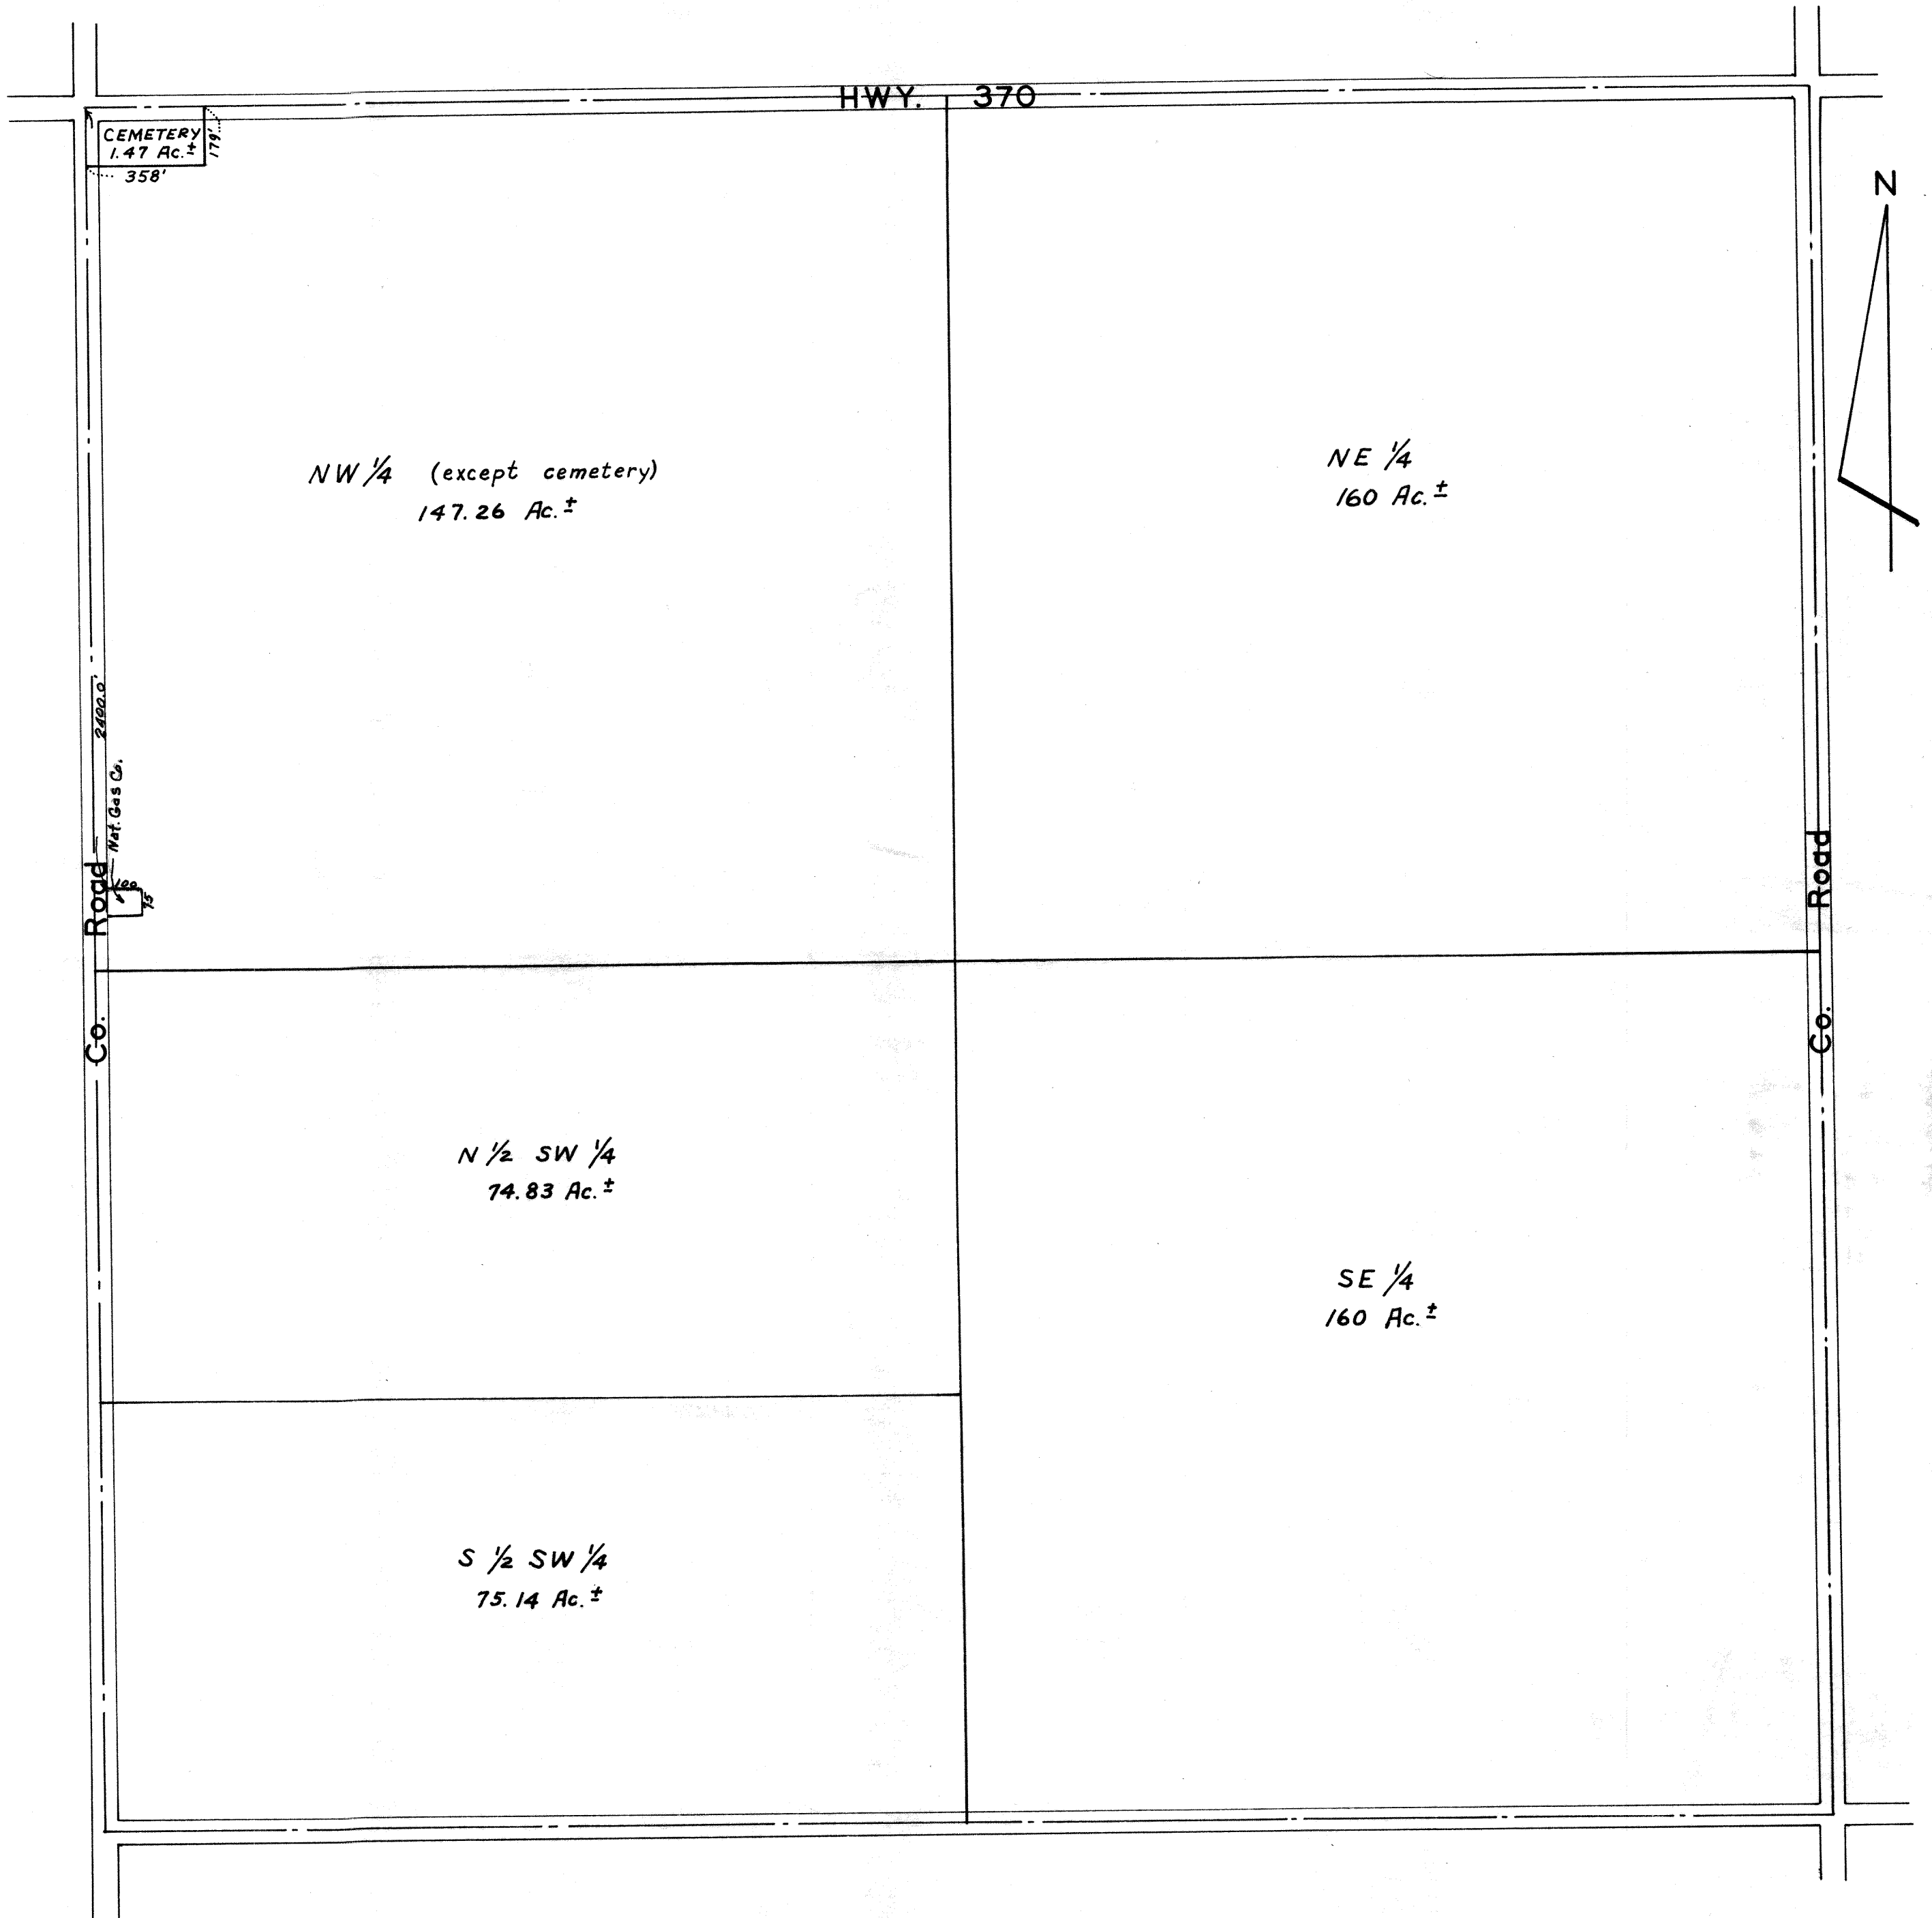 HWY. 370
CEMETERY
1.47 Ac.±
179'
358'
N
NW 1/4 (except cemetery)
147.26 Ac.±
NE 1/4
160 Ac.±
2400.0'
Nat. Gas Co.
100
75
Co. Road
Co. Road
N 1/2 SW 1/4
74.83 Ac.±
SE 1/4
160 Ac.±
S 1/2 SW 1/4
75.14 Ac.±